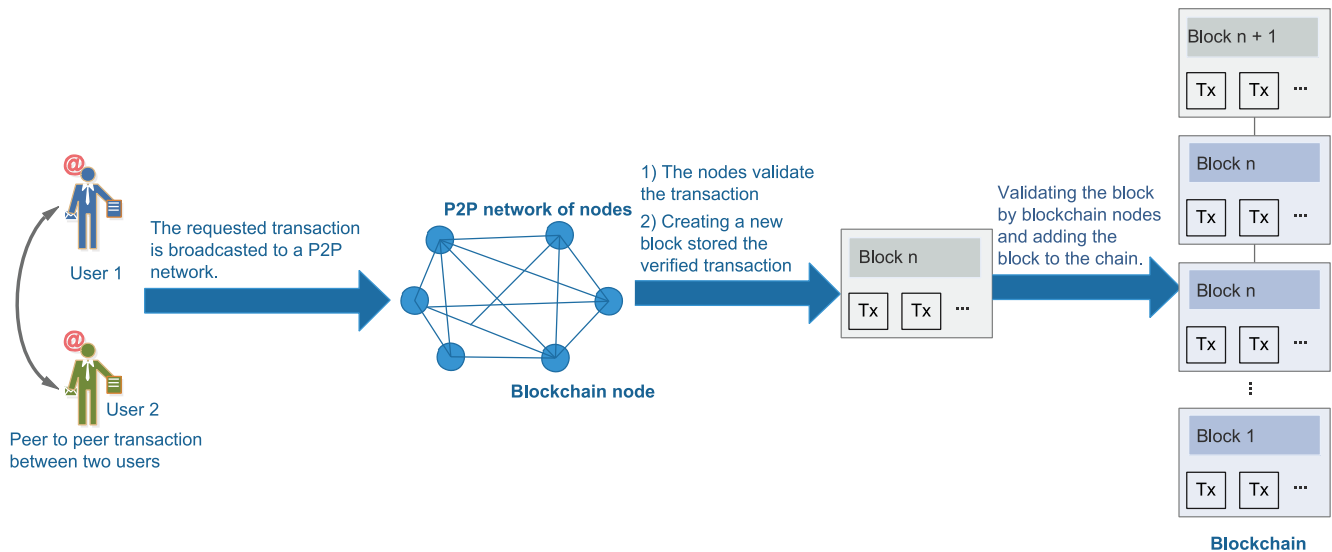 @
User 1
@
User 2
Peer to peer transaction
between two users
The requested transaction
is broadcasted to a P2P
network.
P2P network of nodes
Blockchain node
1) The nodes validate
the transaction
2) Creating a new
block stored the
verified transaction
Block n
Tx Tx ...
Validating the block
by blockchain nodes
and adding the
block to the chain.
Block n + 1
Tx Tx ...
Block n
Tx Tx ...
Block n
Tx Tx ...
Block 1
Tx Tx ...
Blockchain